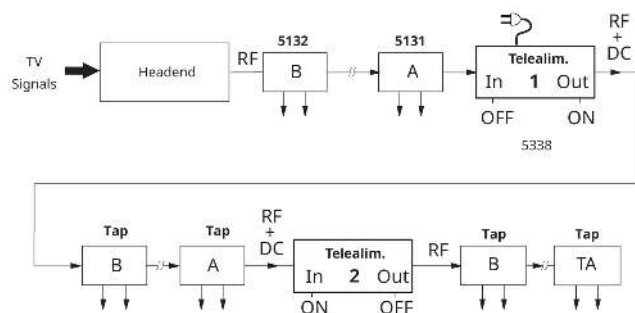 TV
Signals
Headend
RF
5132
B
5131
A
Telealim.
In 1 Out
OFF ON
5338
RF
+
DC
Tap
B
Tap
A
RF
+
DC
Telealim.
In 2 Out
ON OFF
RF
Tap
B
Tap
TA